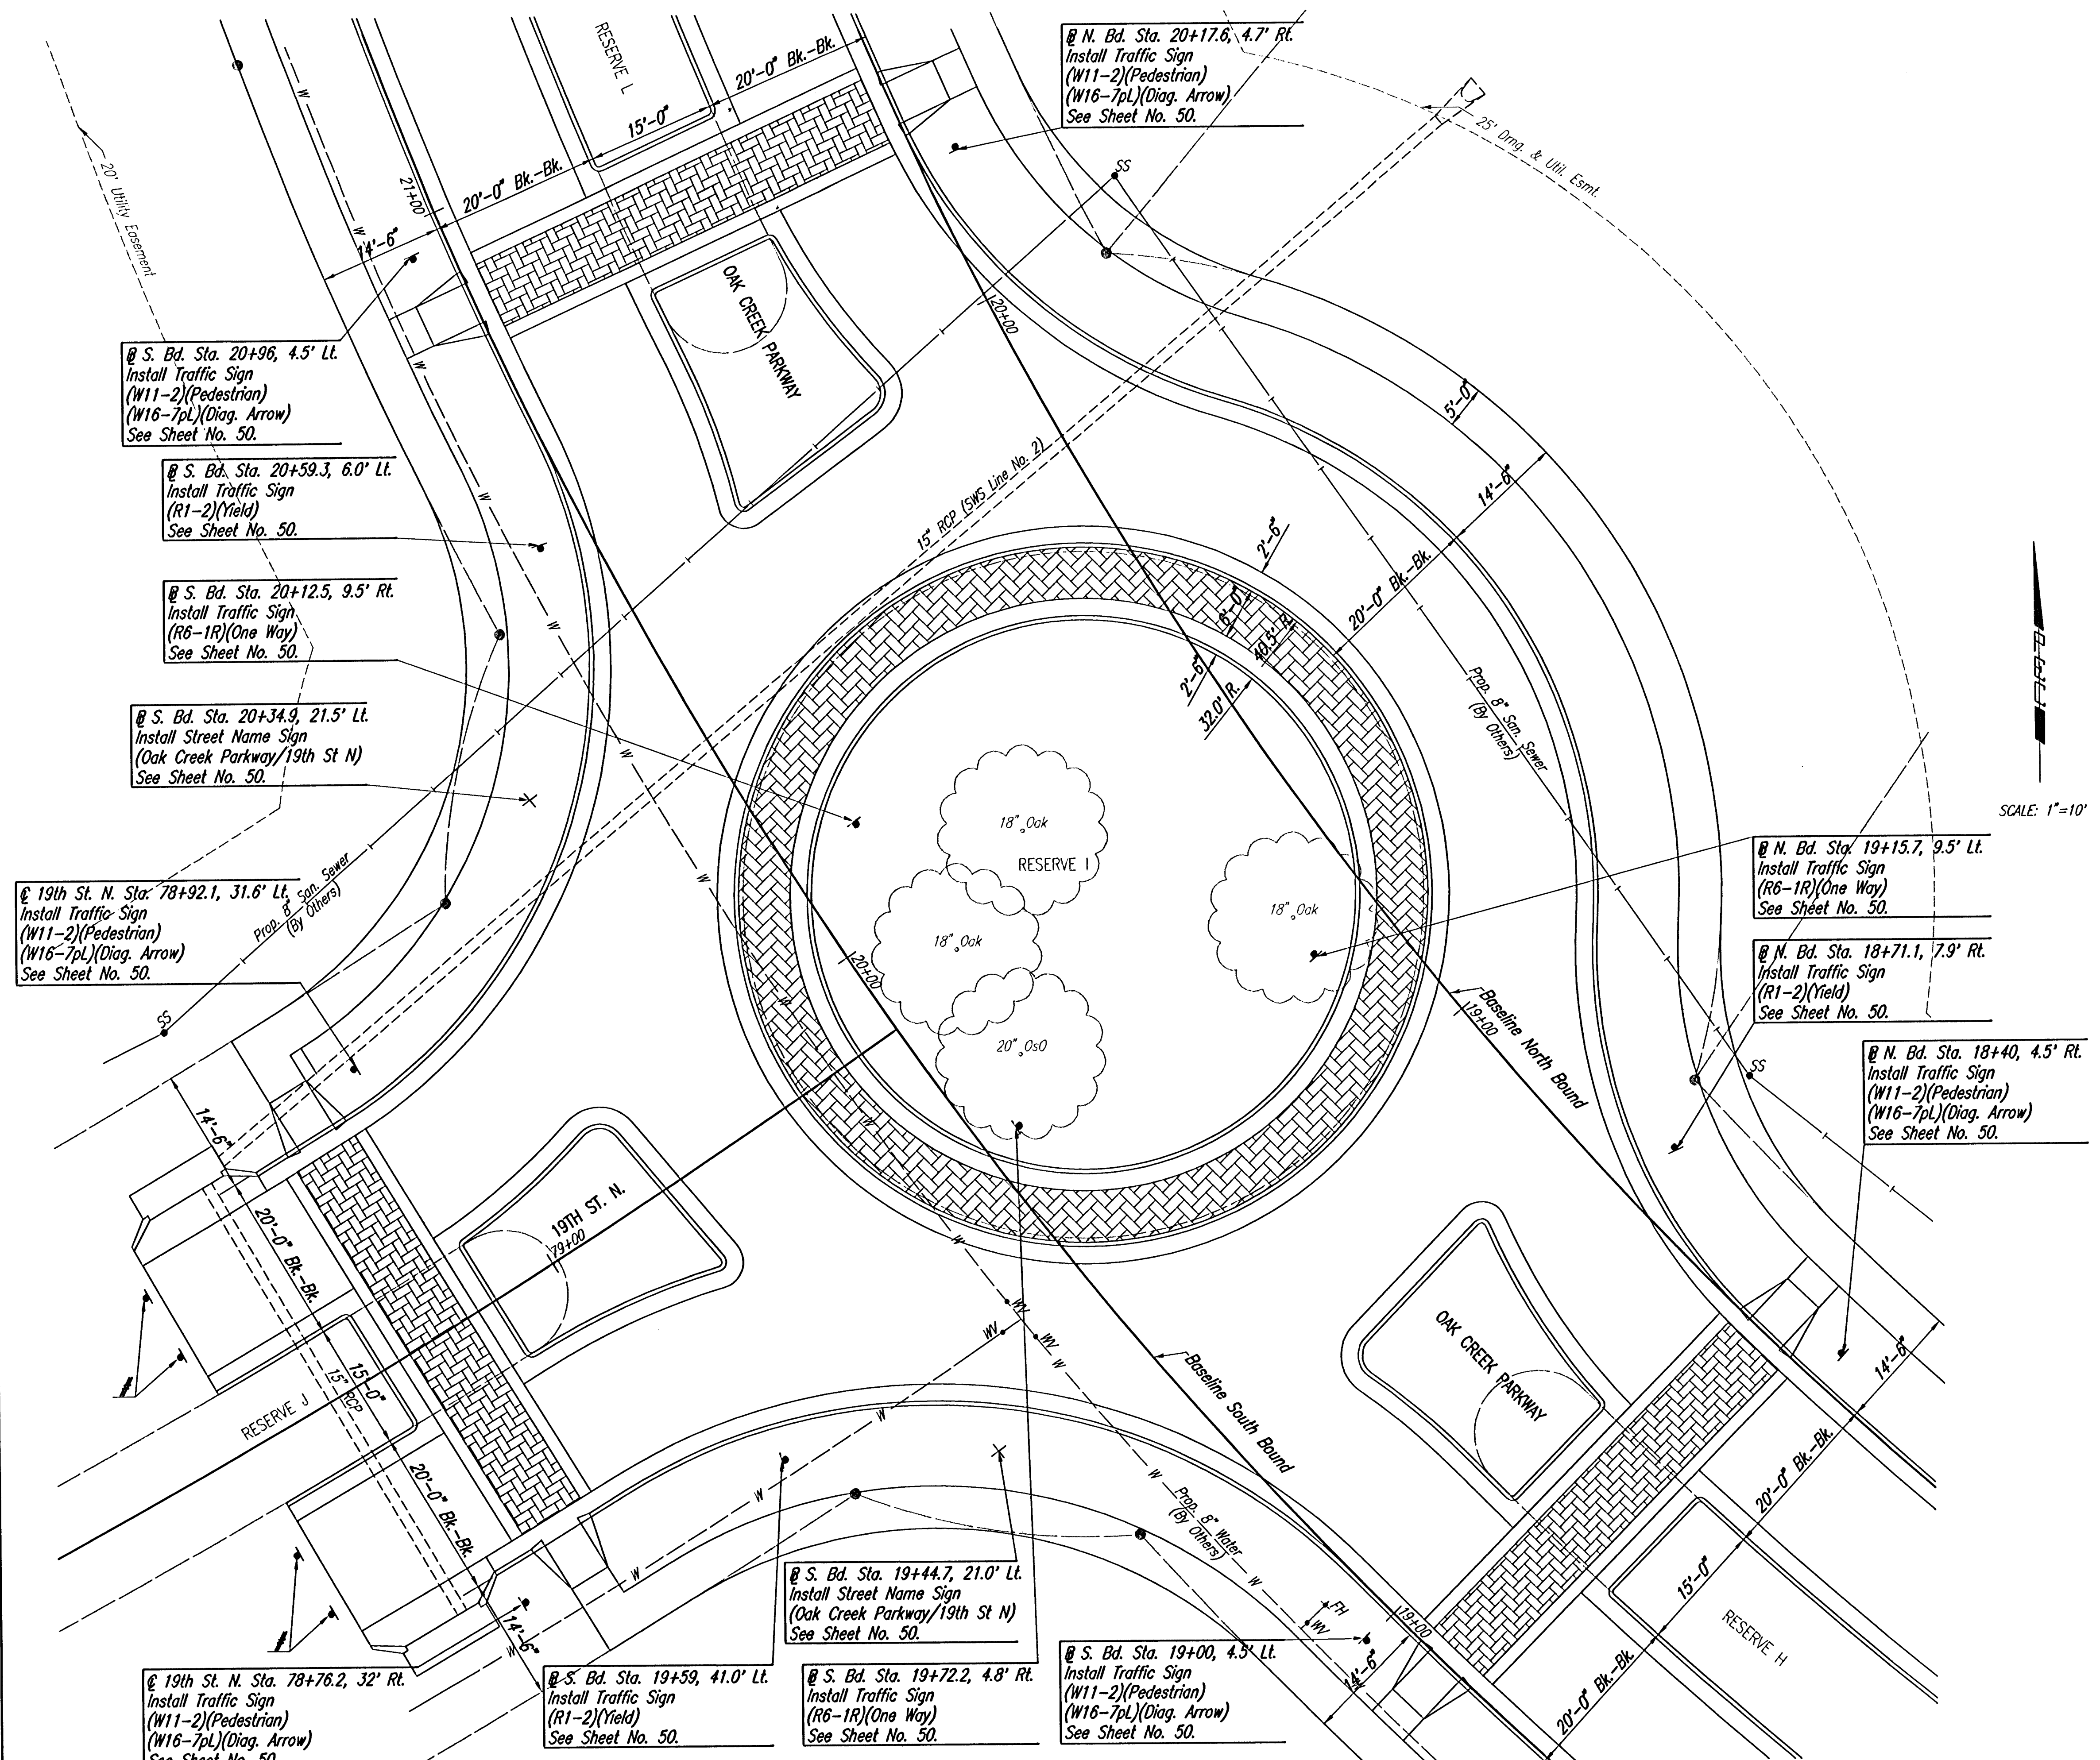 ℄ N. Bd. Sta. 20+17.6, 4.7' Rt.
Install Traffic Sign
(W11-2)(Pedestrian)
(W16-7pL)(Diag. Arrow)
See Sheet No. 50.
RESERVE L
20'-0" Bk.-Bk.
15'-0"
20'-0" Bk.-Bk.
14'-6"
21+00
W
W
20' Utility Easement
25' Drng. & Util. Esmt.
SS
OAK CREEK PARKWAY
20+00
℄ S. Bd. Sta. 20+96, 4.5' Lt.
Install Traffic Sign
(W11-2)(Pedestrian)
(W16-7pL)(Diag. Arrow)
See Sheet No. 50.
W
5'-0"
℄ S. Bd. Sta. 20+59.3, 6.0' Lt.
Install Traffic Sign
(R1-2)(Yield)
See Sheet No. 50.
W
W
15" RCP (SWS Line No. 2)
14'-6"
2'-6"
20'-0" Bk.-Bk.
℄ S. Bd. Sta. 20+12.5, 9.5' Rt.
Install Traffic Sign
(R6-1R)(One Way)
See Sheet No. 50.
6'-0"
40.5' R.
2'-6"
32.0' R.
Prop. 8" San. Sewer
(By Others)
℄ S. Bd. Sta. 20+34.9, 21.5' Lt.
Install Street Name Sign
(Oak Creek Parkway/19th St N)
See Sheet No. 50.
W
W
SCALE: 1"=10'
18" Oak
RESERVE I
18" Oak
18" Oak
20" OsO
℄ N. Bd. Sta. 19+15.7, 9.5' Lt.
Install Traffic Sign
(R6-1R)(One Way)
See Sheet No. 50.
℄ 19th St. N. Sta. 78+92.1, 31.6' Lt.
Install Traffic Sign
(W11-2)(Pedestrian)
(W16-7pL)(Diag. Arrow)
See Sheet No. 50.
Prop. 8" San. Sewer
(By Others)
SS
20+00
W
W
Baseline North Bound
19+00
℄ N. Bd. Sta. 18+71.1, 7.9' Rt.
Install Traffic Sign
(R1-2)(Yield)
See Sheet No. 50.
SS
℄ N. Bd. Sta. 18+40, 4.5' Rt.
Install Traffic Sign
(W11-2)(Pedestrian)
(W16-7pL)(Diag. Arrow)
See Sheet No. 50.
14'-6"
20'-0" Bk.-Bk.
19TH ST. N.
79+00
W
WV
WV
WV
W
15'-0"
15" RCP
RESERVE J
20'-0" Bk.-Bk.
Baseline South Bound
OAK CREEK PARKWAY
14'-6"
20'-0" Bk.-Bk.
15'-0"
RESERVE H
20'-0" Bk.-Bk.
W
W
W
W
Prop. 8" Water
(By Others)
W
FH
WV
19+00
14'-6"
14'-6"
W
℄ S. Bd. Sta. 19+44.7, 21.0' Lt.
Install Street Name Sign
(Oak Creek Parkway/19th St N)
See Sheet No. 50.
℄ 19th St. N. Sta. 78+76.2, 32' Rt.
Install Traffic Sign
(W11-2)(Pedestrian)
(W16-7pL)(Diag. Arrow)
See Sheet No. 50.
℄ S. Bd. Sta. 19+59, 41.0' Lt.
Install Traffic Sign
(R1-2)(Yield)
See Sheet No. 50.
℄ S. Bd. Sta. 19+72.2, 4.8' Rt.
Install Traffic Sign
(R6-1R)(One Way)
See Sheet No. 50.
℄ S. Bd. Sta. 19+00, 4.5' Lt.
Install Traffic Sign
(W11-2)(Pedestrian)
(W16-7pL)(Diag. Arrow)
See Sheet No. 50.